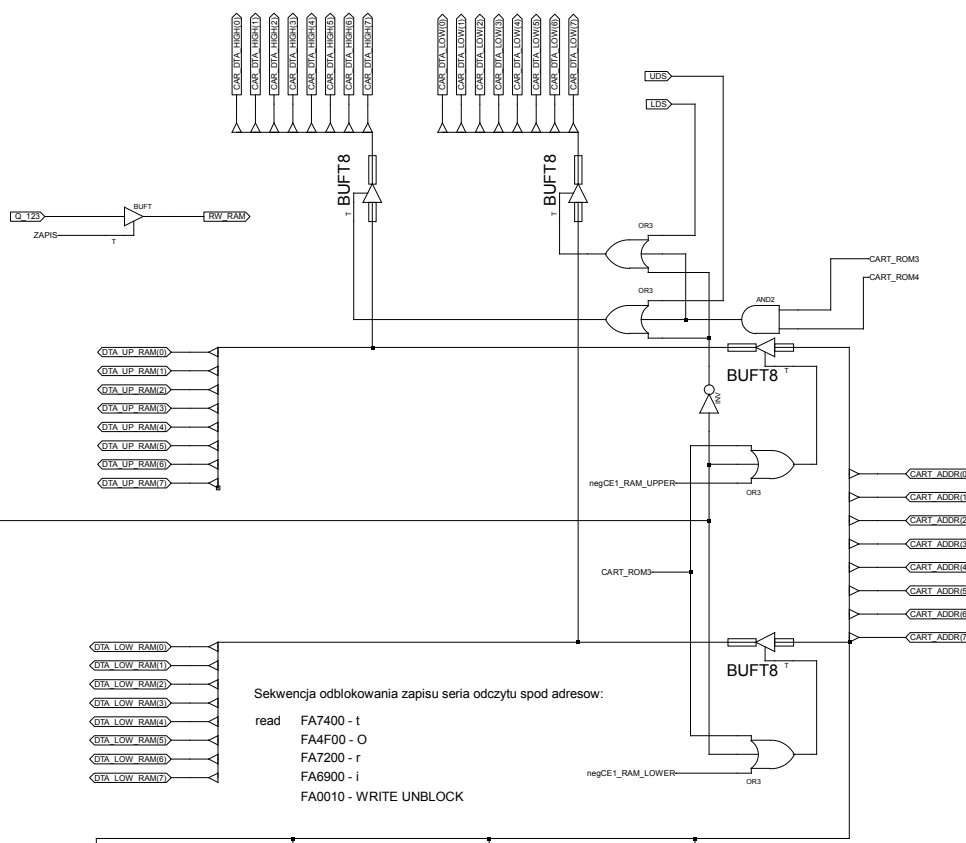 CAR_DTA_HIGH(0)
CAR_DTA_HIGH(1)
CAR_DTA_HIGH(2)
CAR_DTA_HIGH(3)
CAR_DTA_HIGH(4)
CAR_DTA_HIGH(5)
CAR_DTA_HIGH(6)
CAR_DTA_HIGH(7)
CAR_DTA_LOW(0)
CAR_DTA_LOW(1)
CAR_DTA_LOW(2)
CAR_DTA_LOW(3)
CAR_DTA_LOW(4)
CAR_DTA_LOW(5)
CAR_DTA_LOW(6)
CAR_DTA_LOW(7)
UDS
LDS
BUFT8
T
BUFT8
T
Q_123
BUFT
RW_RAM
ZAPIS
T
OR3
CART_ROM3
CART_ROM4
OR3
AND2
DTA_UP_RAM(0)
DTA_UP_RAM(1)
DTA_UP_RAM(2)
DTA_UP_RAM(3)
DTA_UP_RAM(4)
DTA_UP_RAM(5)
DTA_UP_RAM(6)
DTA_UP_RAM(7)
BUFT8
T
INV
negCE1_RAM_UPPER
OR3
CART_ADDR(0
CART_ADDR(1
CART_ADDR(2
CART_ADDR(3
CART_ADDR(4
CART_ADDR(5
CART_ADDR(6
CART_ADDR(7
CART_ROM3
DTA_LOW_RAM(0)
DTA_LOW_RAM(1)
DTA_LOW_RAM(2)
DTA_LOW_RAM(3)
DTA_LOW_RAM(4)
DTA_LOW_RAM(5)
DTA_LOW_RAM(6)
DTA_LOW_RAM(7)
BUFT8
T
Sekwencja odblokowania zapisu seria odczytu spod adresow:
read FA7400 - t
FA4F00 - O
FA7200 - r
FA6900 - i
FA0010 - WRITE UNBLOCK
negCE1_RAM_LOWER
OR3